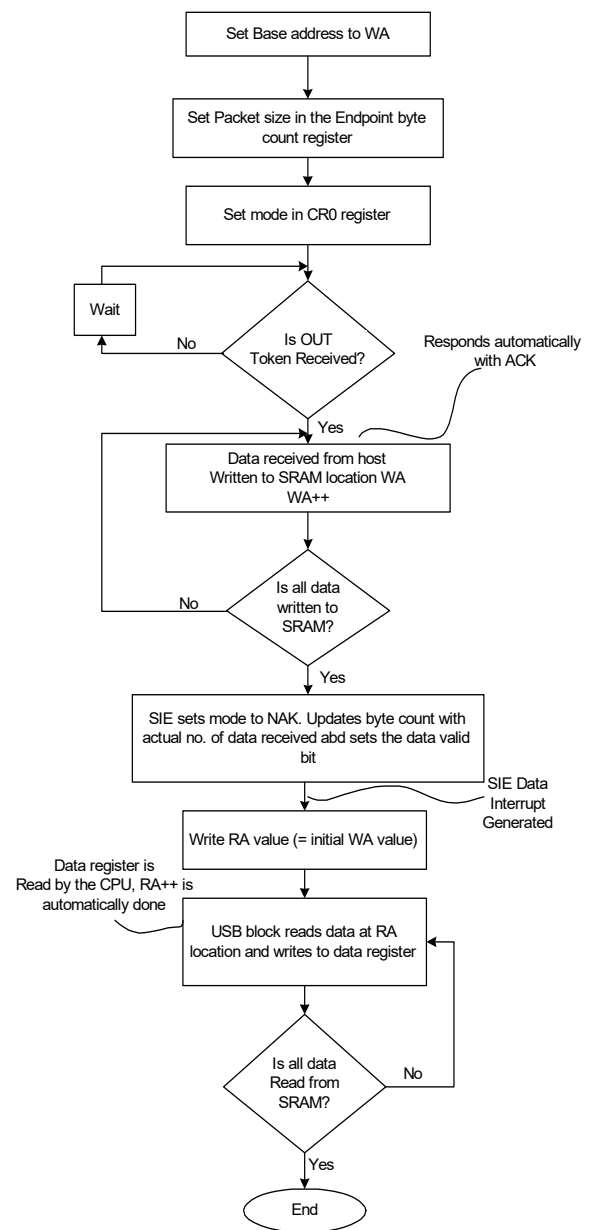 Set Base address to WA
Set Packet size in the Endpoint byte
count register
Set mode in CR0 register
Wait
No
Is OUT
Token Received?
Responds automatically
with ACK
Yes
Data received from host
Written to SRAM location WA
WA++
No
Is all data
written to
SRAM?
Yes
SIE sets mode to NAK. Updates byte count with
actual no. of data received abd sets the data valid
bit
SIE Data
Interrupt
Generated
Write RA value (= initial WA value)
Data register is
Read by the CPU, RA++ is
automatically done
USB block reads data at RA
location and writes to data register
Is all data
Read from
SRAM?
No
Yes
End